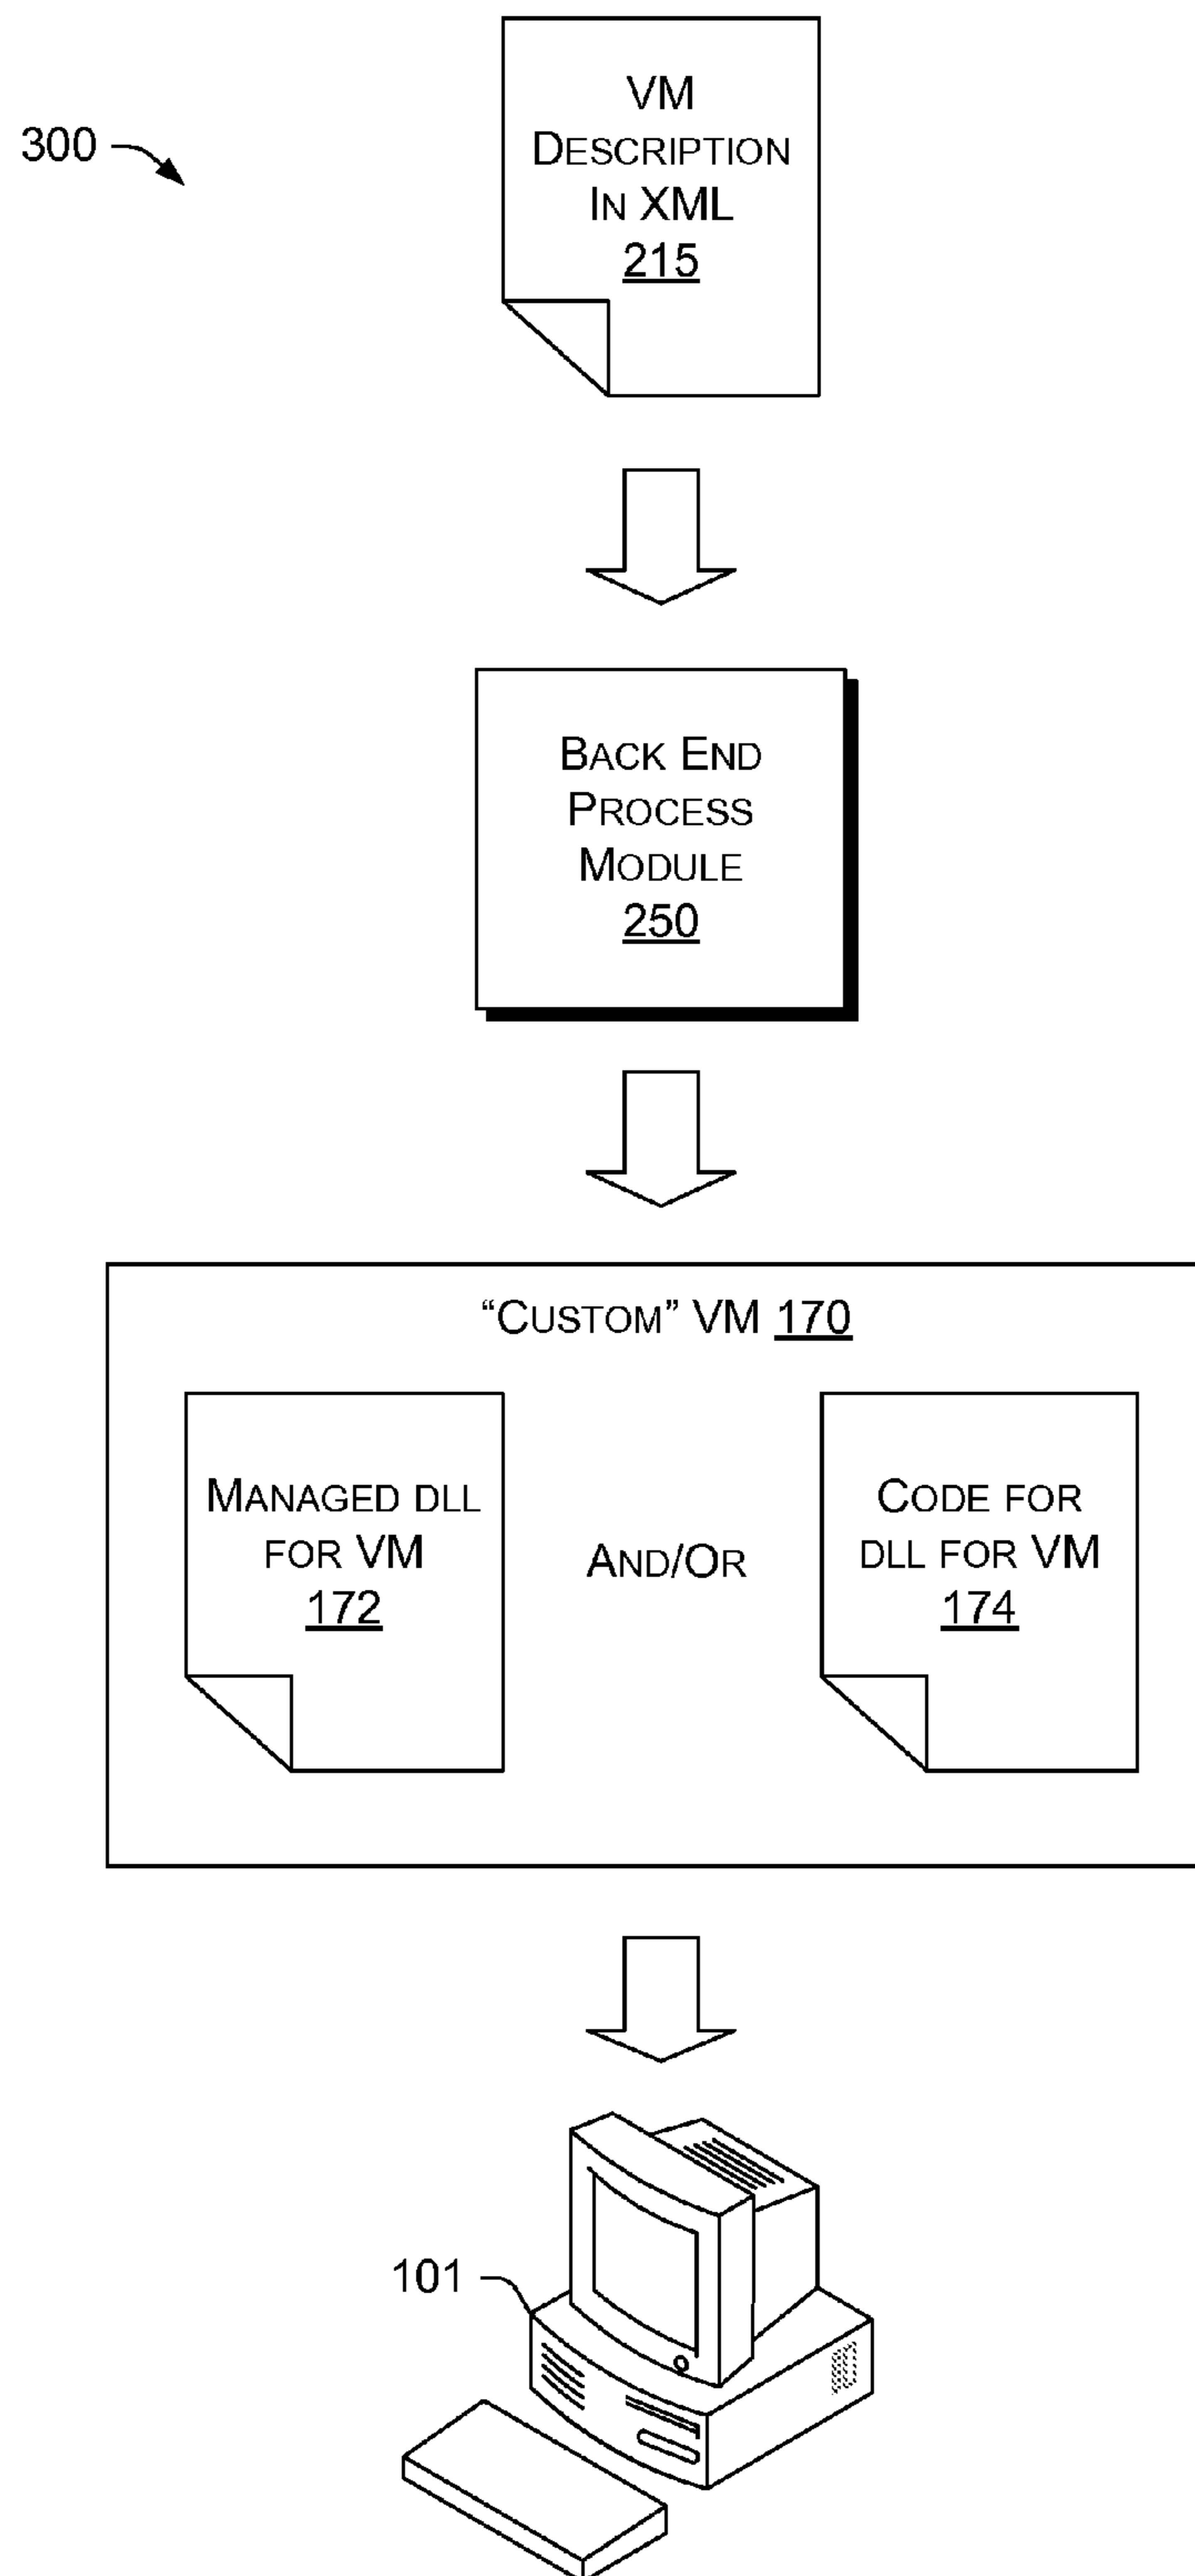 VM
DESCRIPTION
IN XML
215
300
BACK END
PROCESS
MODULE
250
“CUSTOM” VM 170
MANAGED DLL
FOR VM
172
AND/OR
CODE FOR
DLL FOR VM
174
101